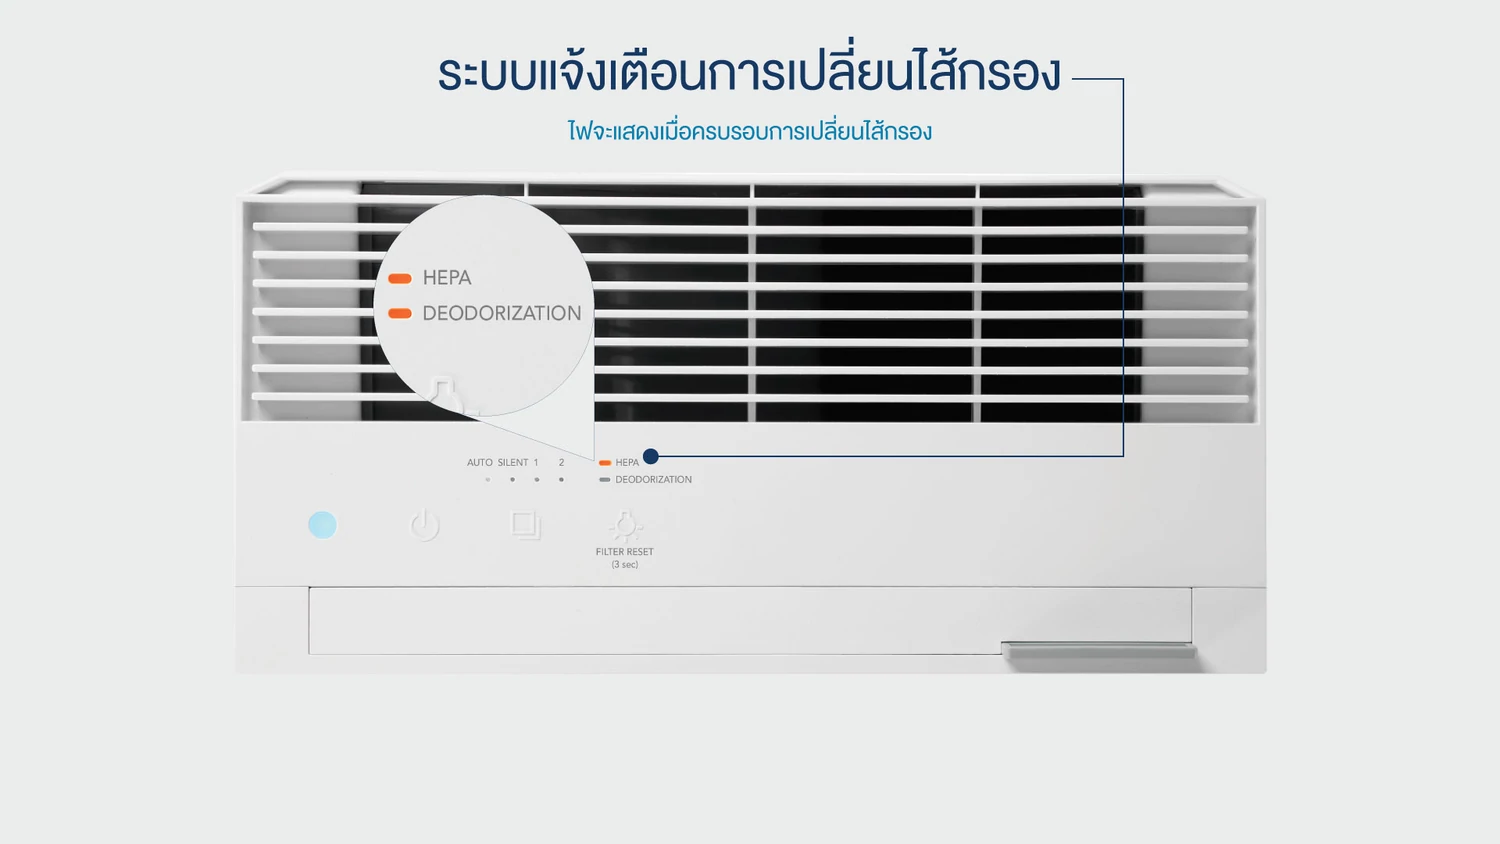 ระบบแจ้งเตือนการเปลี่ยนไส้กรอง
ไฟจะแสดงเมื่อครบรอบการเปลี่ยนไส้กรอง
HEPA
DEODORIZATION
AUTO SILENT 1 2
HEPA
DEODORIZATION
FILTER RESET
(3 sec)